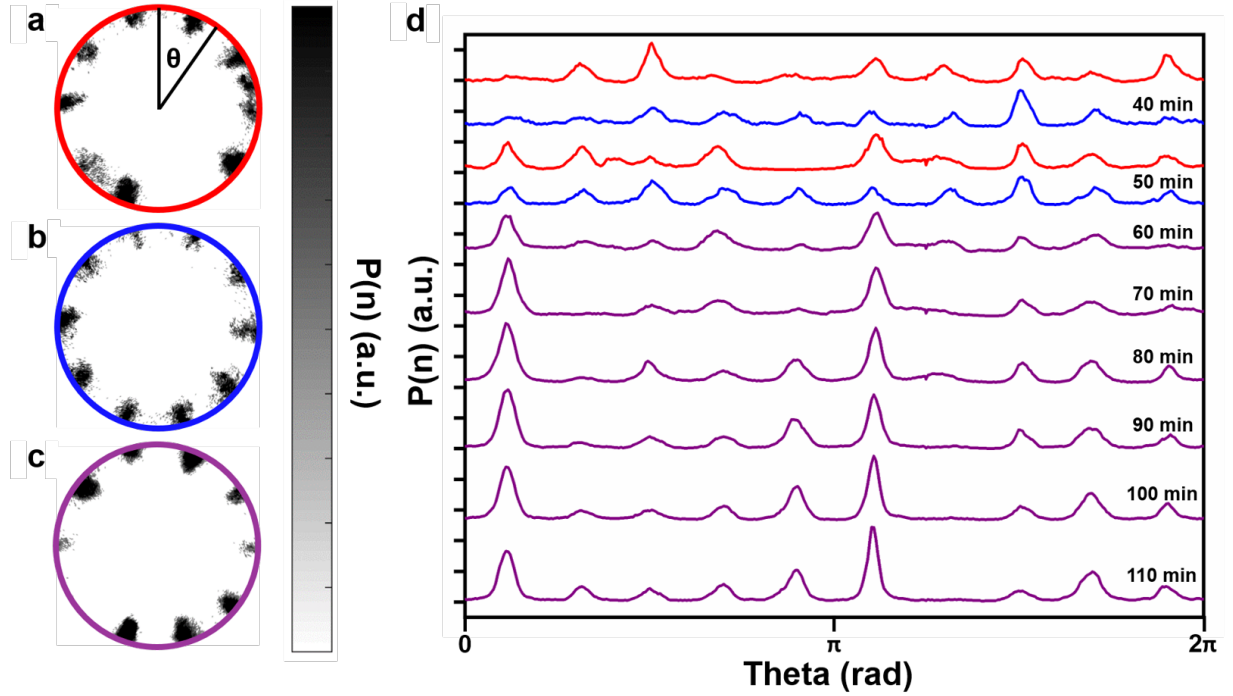 a
θ
b
c
P(n) (a.u.)
d
P(n) (a.u.)
40 min
50 min
60 min
70 min
80 min
90 min
100 min
110 min
0
π
2π
Theta (rad)